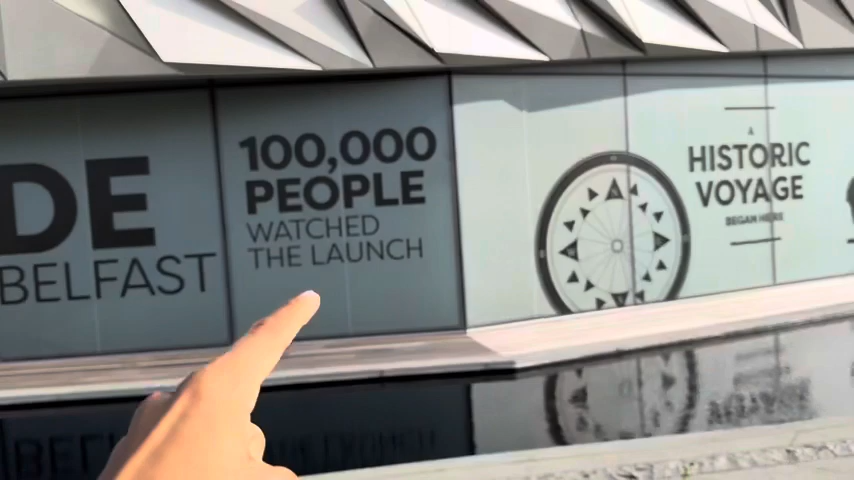 DE
BELFAST
100,000
PEOPLE
WATCHED
THE LAUNCH
A
HISTORIC
VOYAGE
BEGAN HERE